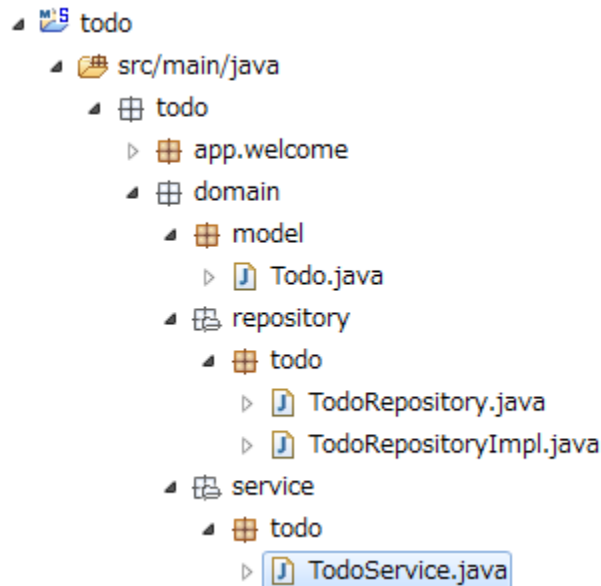 todo
src/main/java
todo
app.welcome
domain
model
Todo.java
repository
todo
TodoRepository.java
TodoRepositoryImpl.java
service
todo
TodoService.java